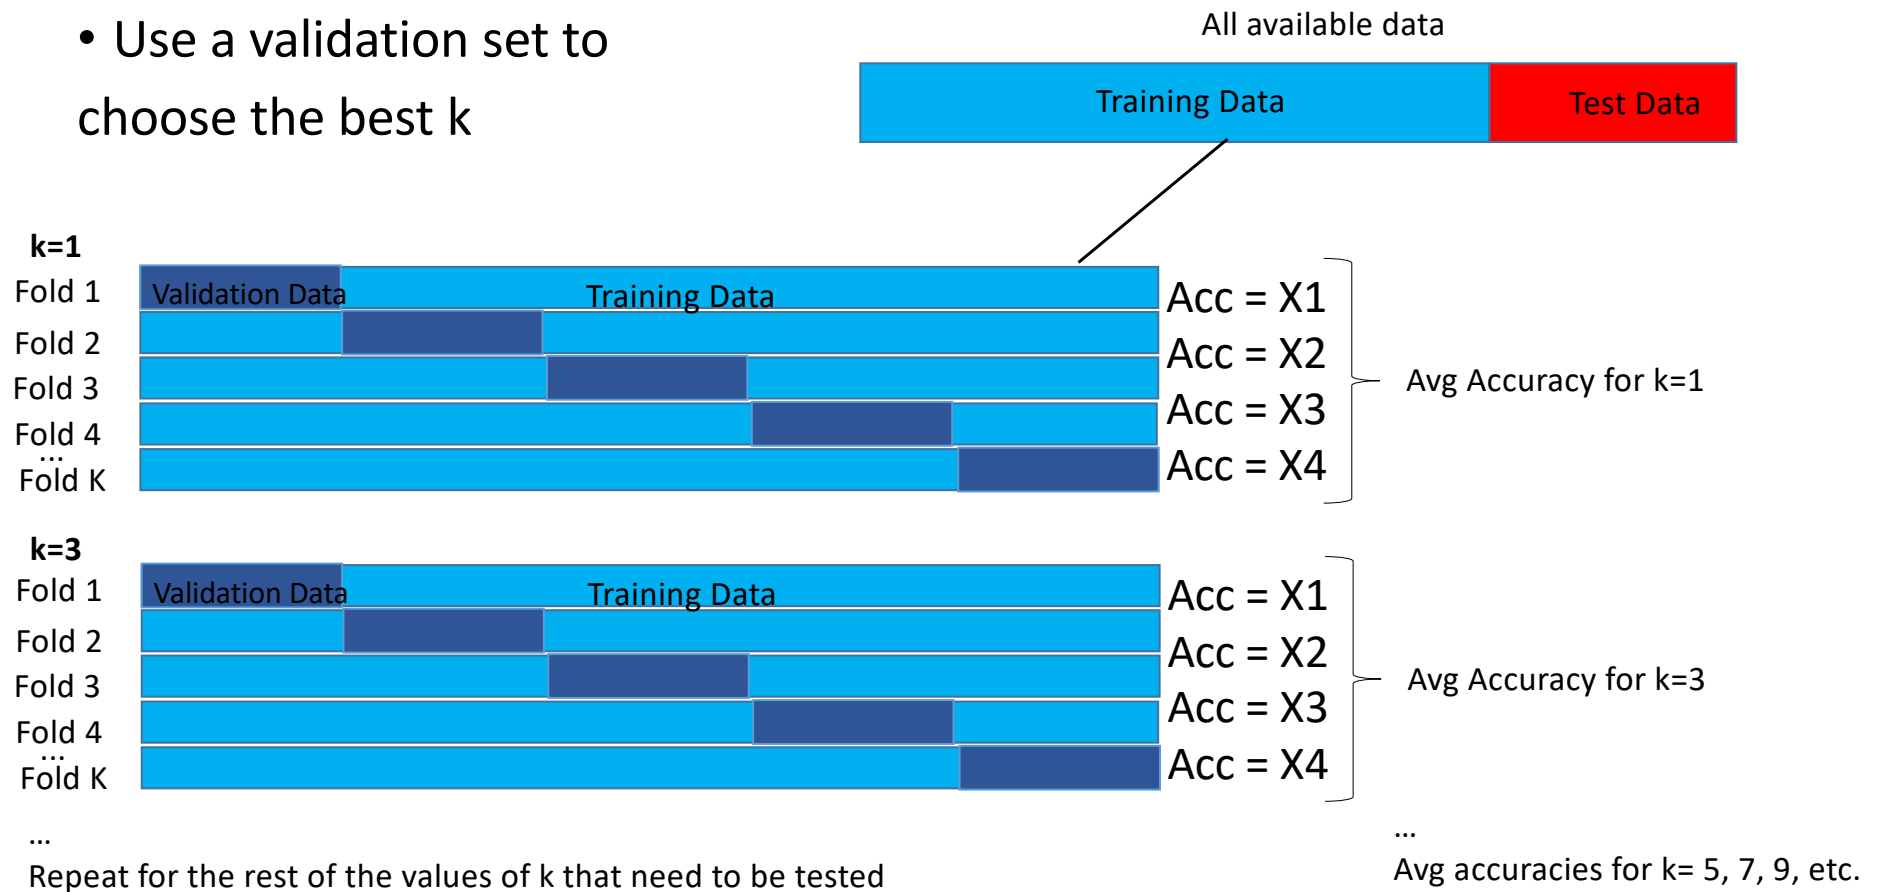 • Use a validation set to
choose the best k
All available data
Training Data
Test Data
k=1
Fold 1
Validation Data
Training Data
Acc = X1
Fold 2
Acc = X2
Fold 3
Acc = X3
Avg Accuracy for k=1
Fold 4
...
Fold K
Acc = X4
k=3
Fold 1
Validation Data
Training Data
Acc = X1
Fold 2
Acc = X2
Fold 3
Acc = X3
Avg Accuracy for k=3
Fold 4
...
Fold K
Acc = X4
...
Repeat for the rest of the values of k that need to be tested
...
Avg accuracies for k= 5, 7, 9, etc.